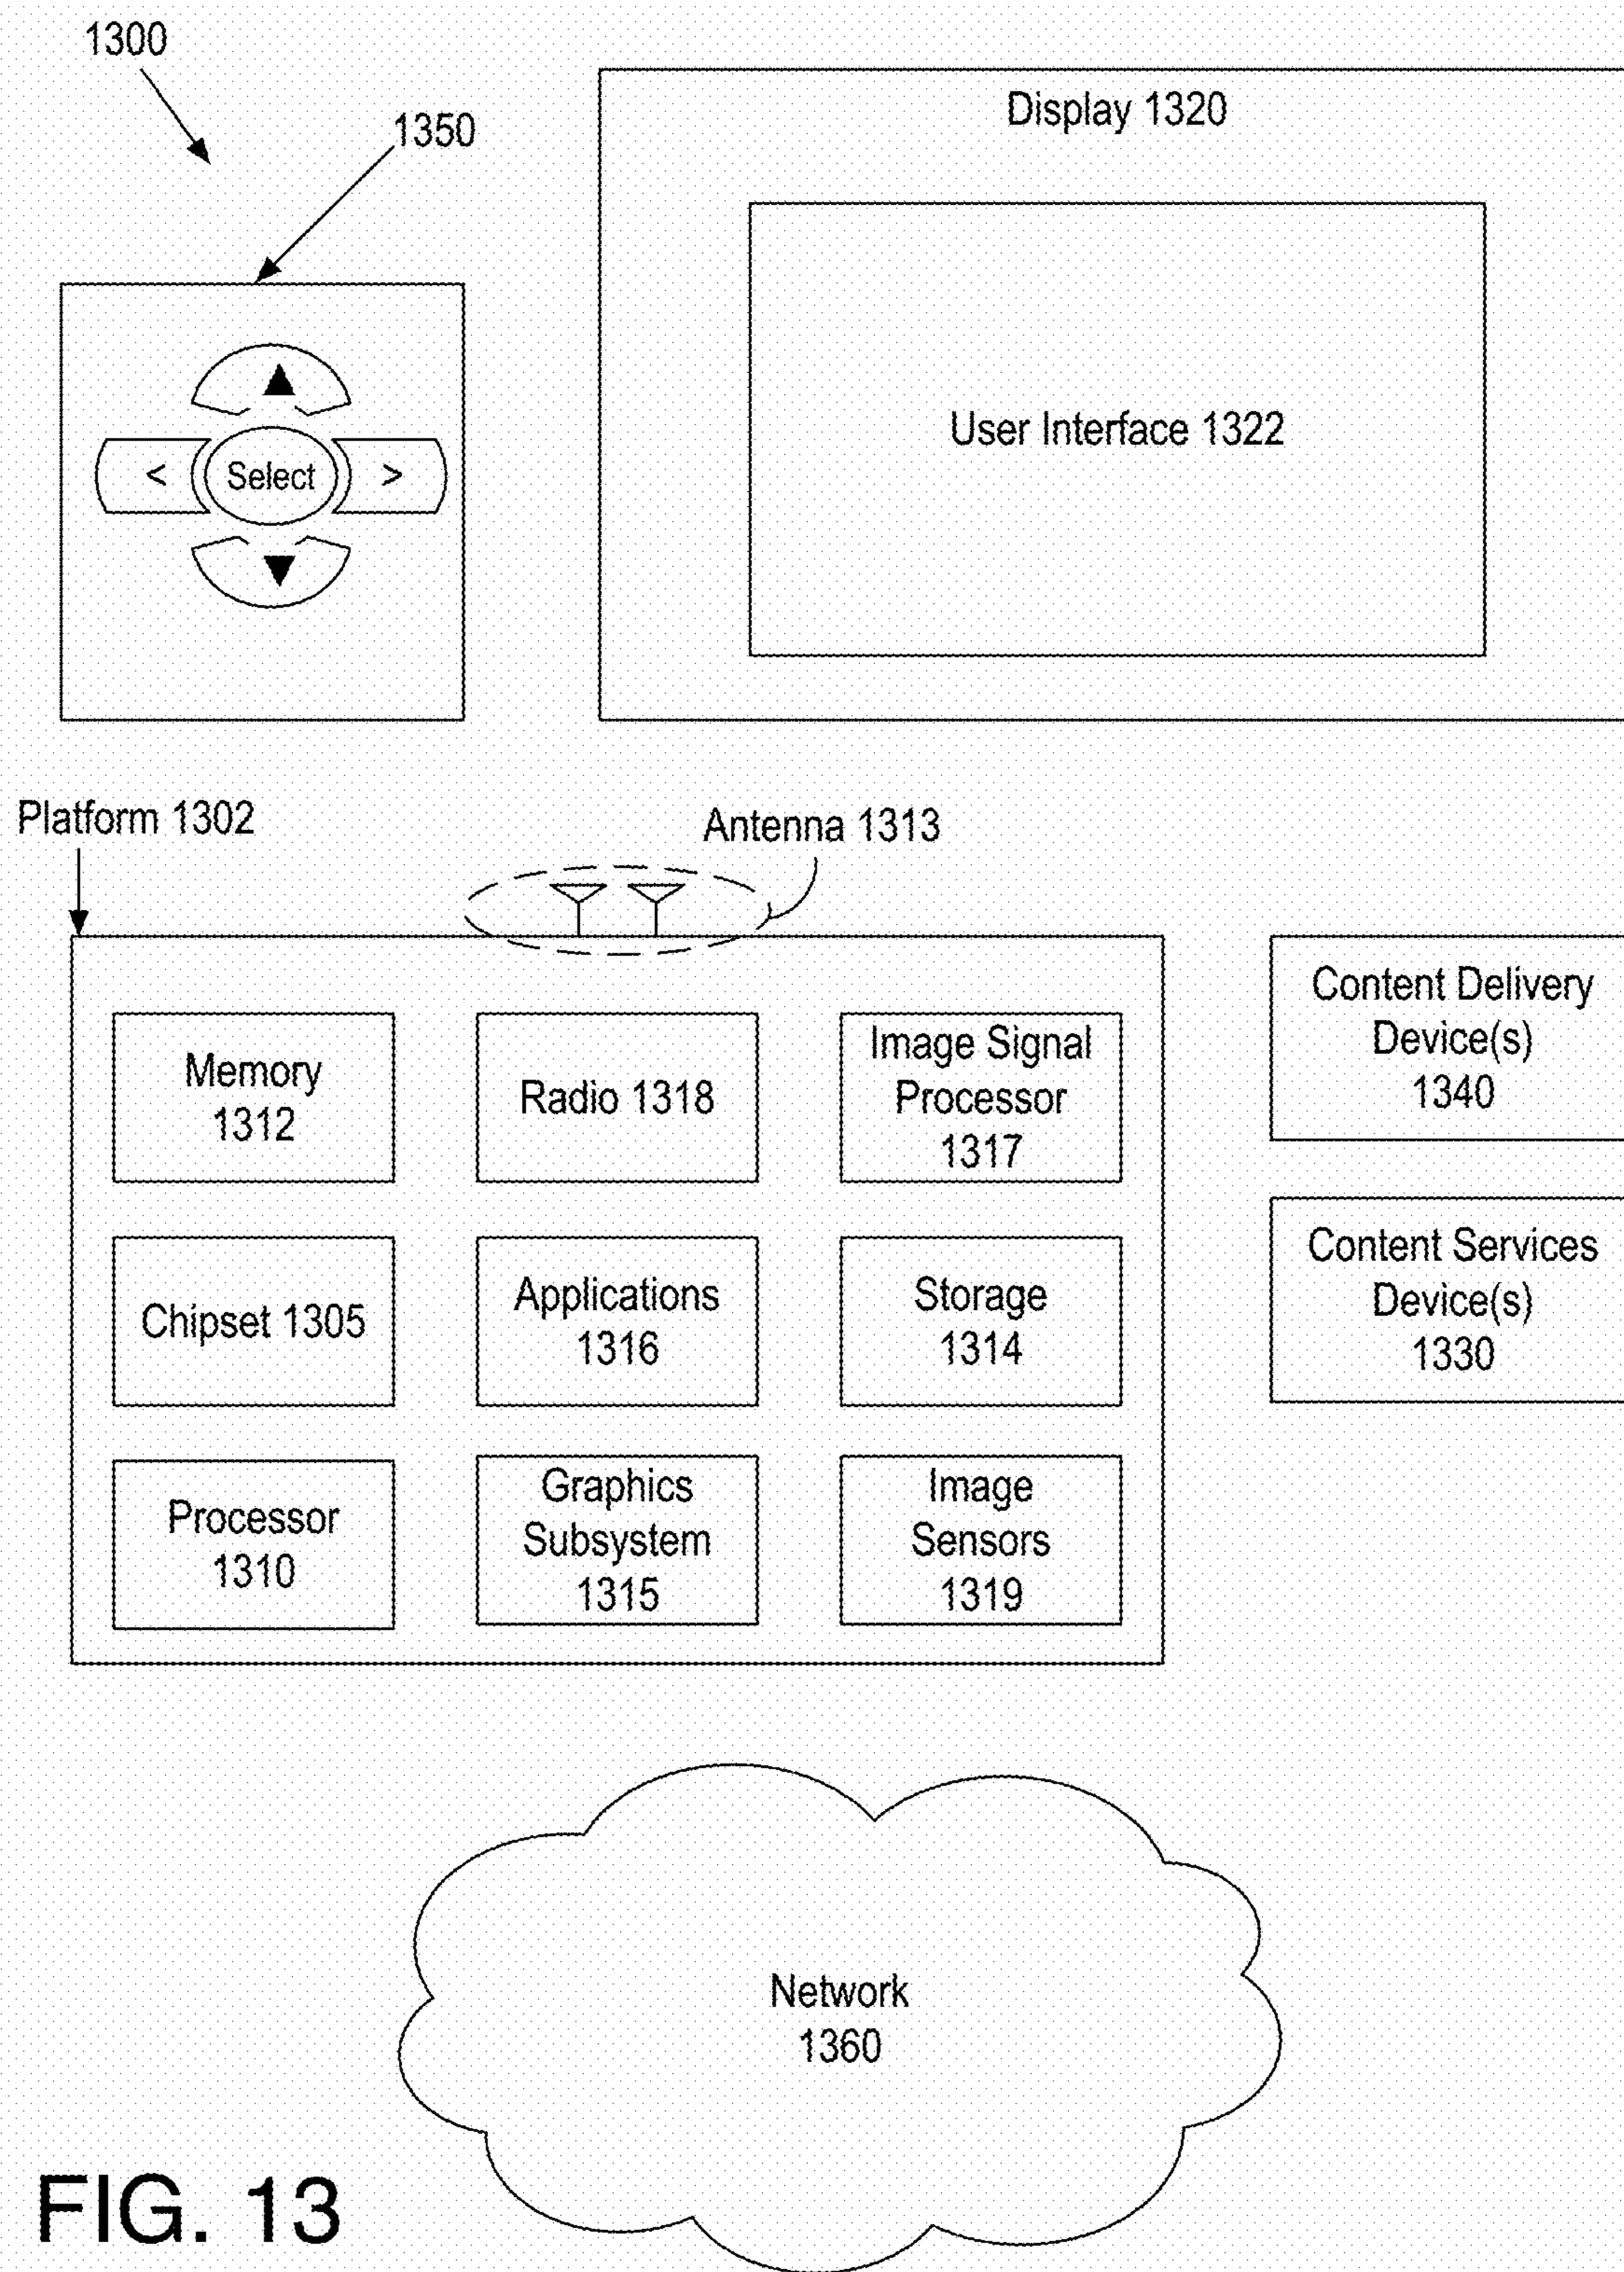 1300
1350
Display 1320
User Interface 1322
<
Select
>
Platform 1302
Antenna 1313
Memory
1312
Radio 1318
Image Signal
Processor
1317
Content Delivery
Device(s)
1340
Chipset 1305
Applications
1316
Storage
1314
Content Services
Device(s)
1330
Processor
1310
Graphics
Subsystem
1315
Image
Sensors
1319
Network
1360
FIG. 13